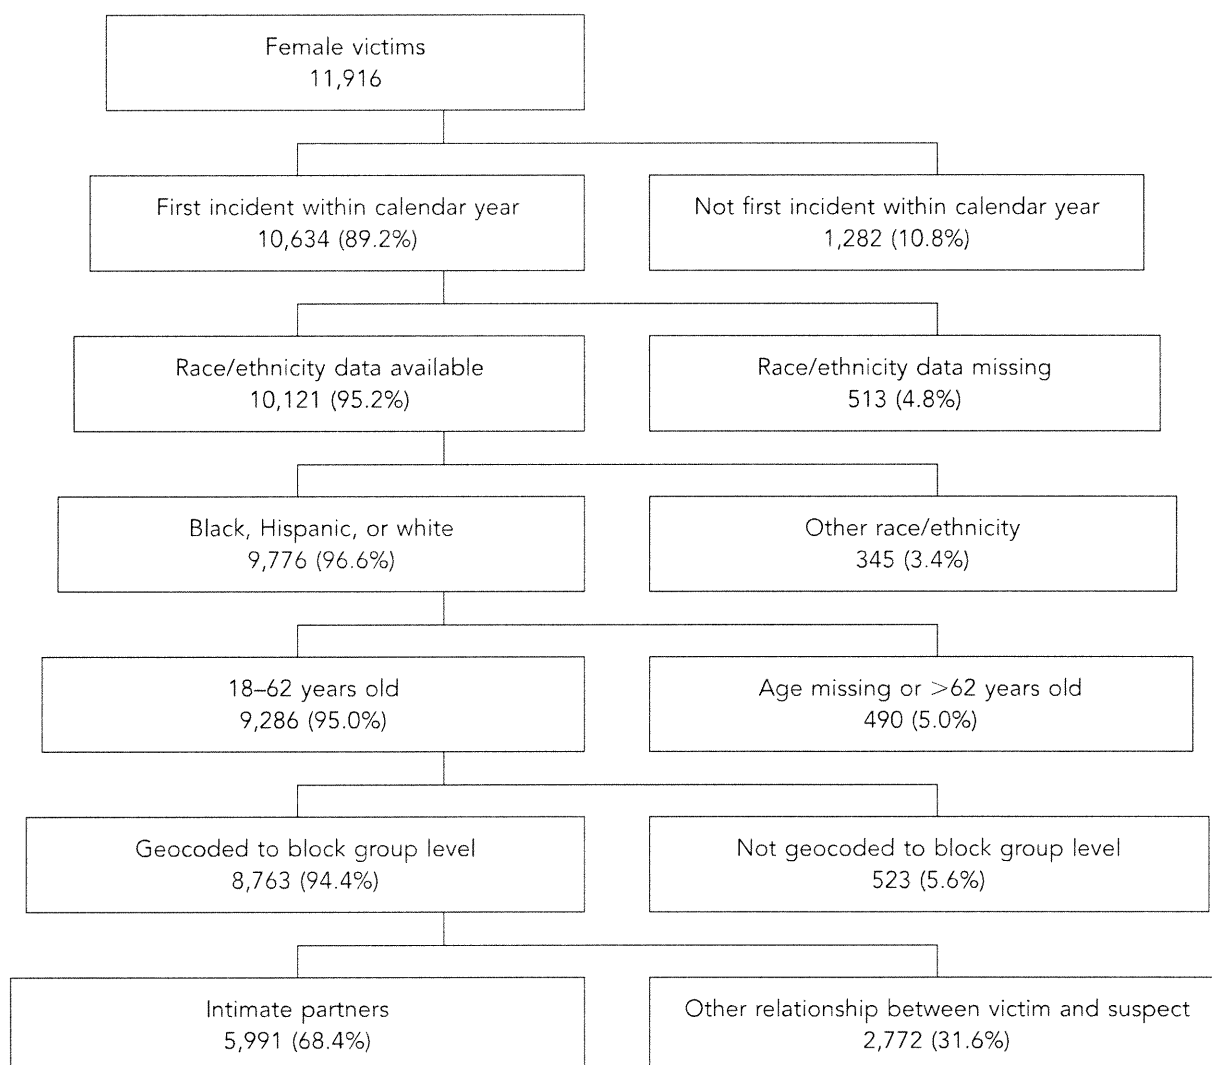 Female victims
11,916
First incident within calendar year
10,634 (89.2%)
Not first incident within calendar year
1,282 (10.8%)
Race/ethnicity data available
10,121 (95.2%)
Race/ethnicity data missing
513 (4.8%)
Black, Hispanic, or white
9,776 (96.6%)
Other race/ethnicity
345 (3.4%)
18–62 years old
9,286 (95.0%)
Age missing or >62 years old
490 (5.0%)
Geocoded to block group level
8,763 (94.4%)
Not geocoded to block group level
523 (5.6%)
Intimate partners
5,991 (68.4%)
Other relationship between victim and suspect
2,772 (31.6%)